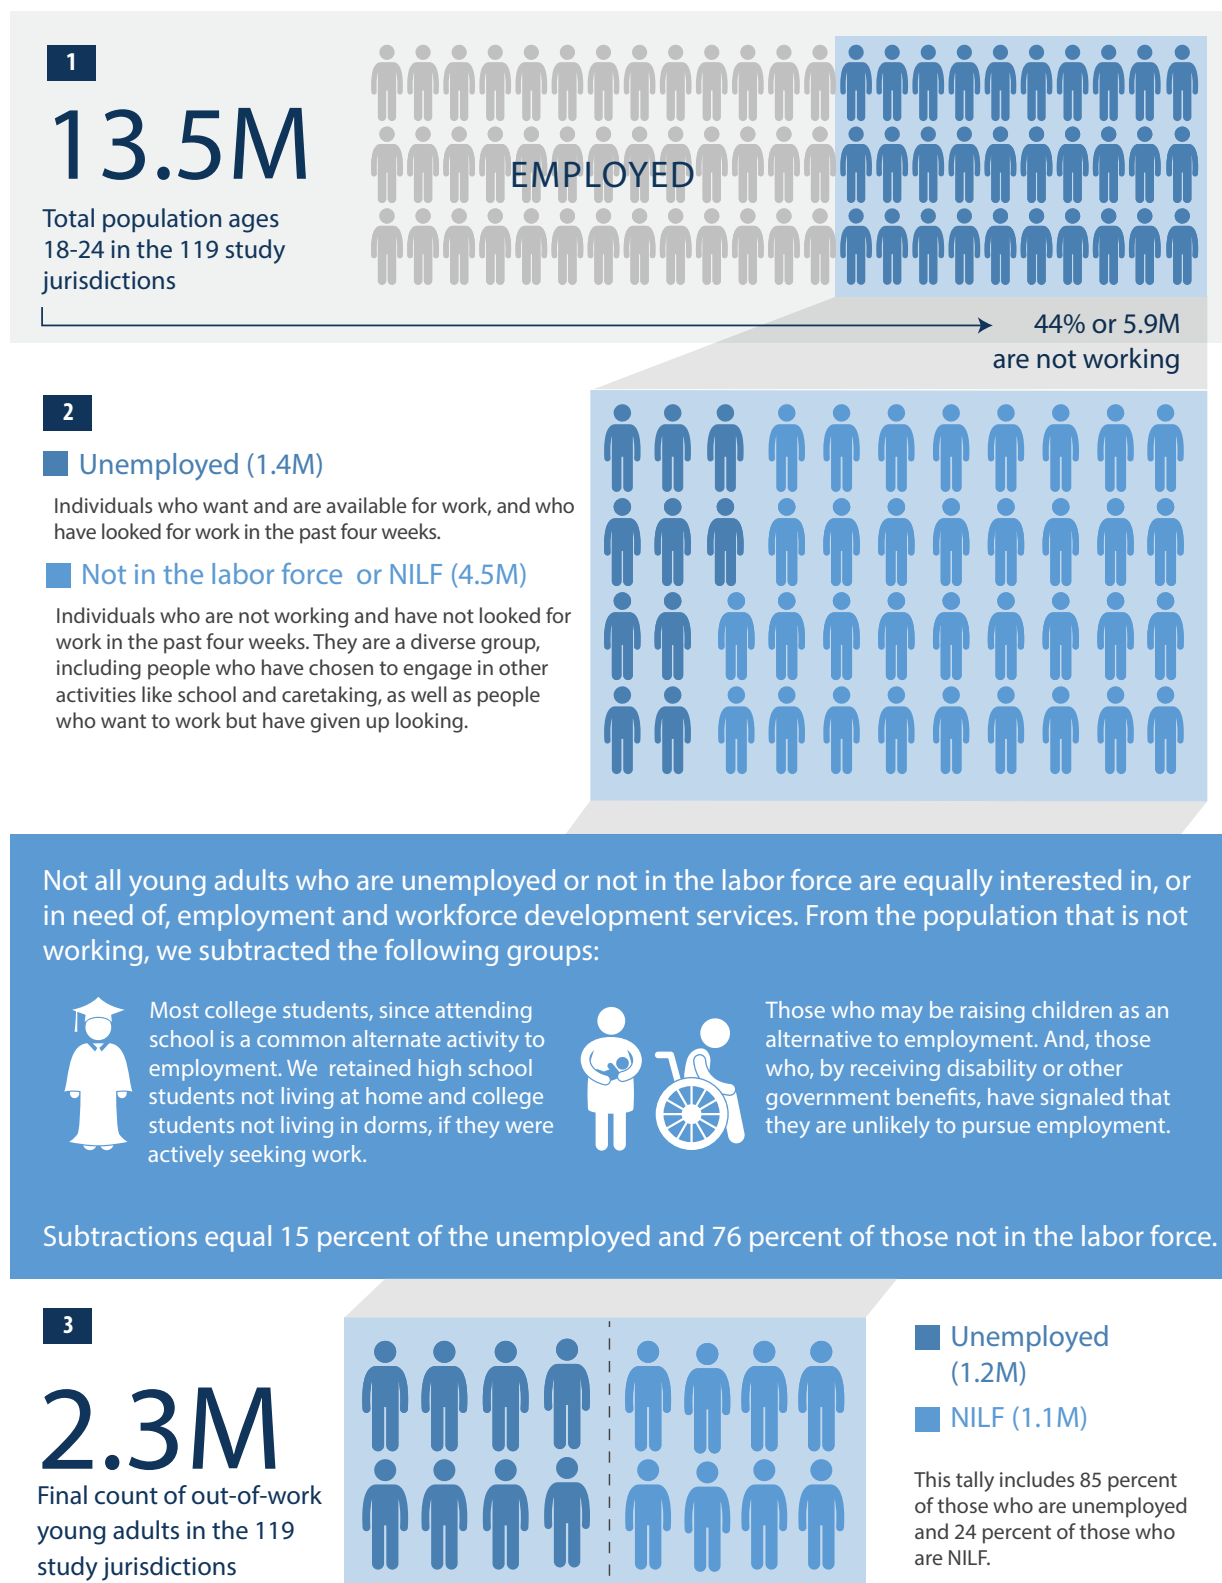 1
13.5M
Total population ages
18-24 in the 119 study
jurisdictions
EMPLOYED
44% or 5.9M
are not working
2
Unemployed (1.4M)
Individuals who want and are available for work, and who
have looked for work in the past four weeks.
Not in the labor force or NILF (4.5M)
Individuals who are not working and have not looked for
work in the past four weeks. They are a diverse group,
including people who have chosen to engage in other
activities like school and caretaking, as well as people
who want to work but have given up looking.
Not all young adults who are unemployed or not in the labor force are equally interested in, or
in need of, employment and workforce development services. From the population that is not
working, we subtracted the following groups:
Most college students, since attending
school is a common alternate activity to
employment. We retained high school
students not living at home and college
students not living in dorms, if they were
actively seeking work.
Those who may be raising children as an
alternative to employment. And, those
who, by receiving disability or other
government benefits, have signaled that
they are unlikely to pursue employment.
Subtractions equal 15 percent of the unemployed and 76 percent of those not in the labor force.
3
2.3M
Final count of out-of-work
young adults in the 119
study jurisdictions
Unemployed
(1.2M)
NILF (1.1M)
This tally includes 85 percent
of those who are unemployed
and 24 percent of those who
are NILF.